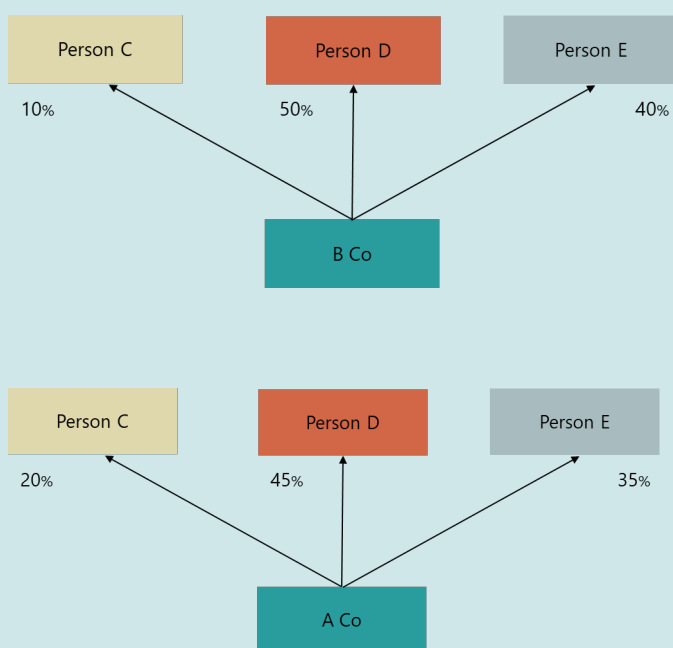 Person C
Person D
Person E
10%
50%
40%
B Co
Person C
Person D
Person E
20%
45%
35%
A Co